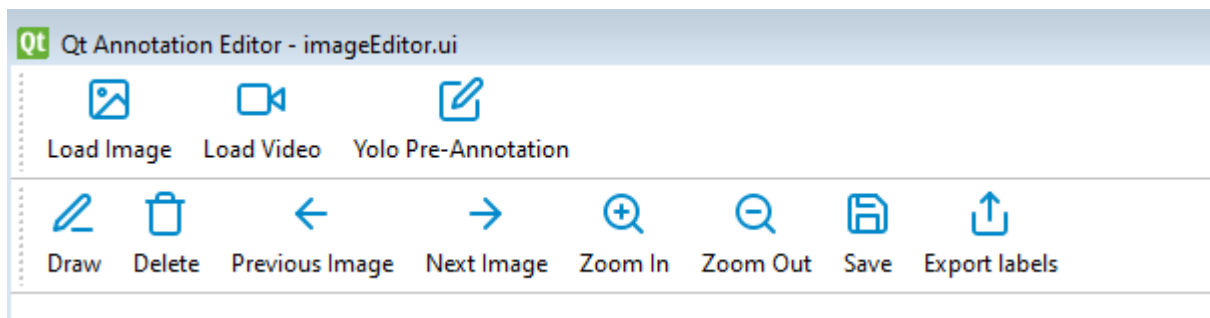 Qt Qt Annotation Editor - imageEditor.ui
Load Image Load Video Yolo Pre-Annotation
Draw Delete Previous Image Next Image Zoom In Zoom Out Save Export labels